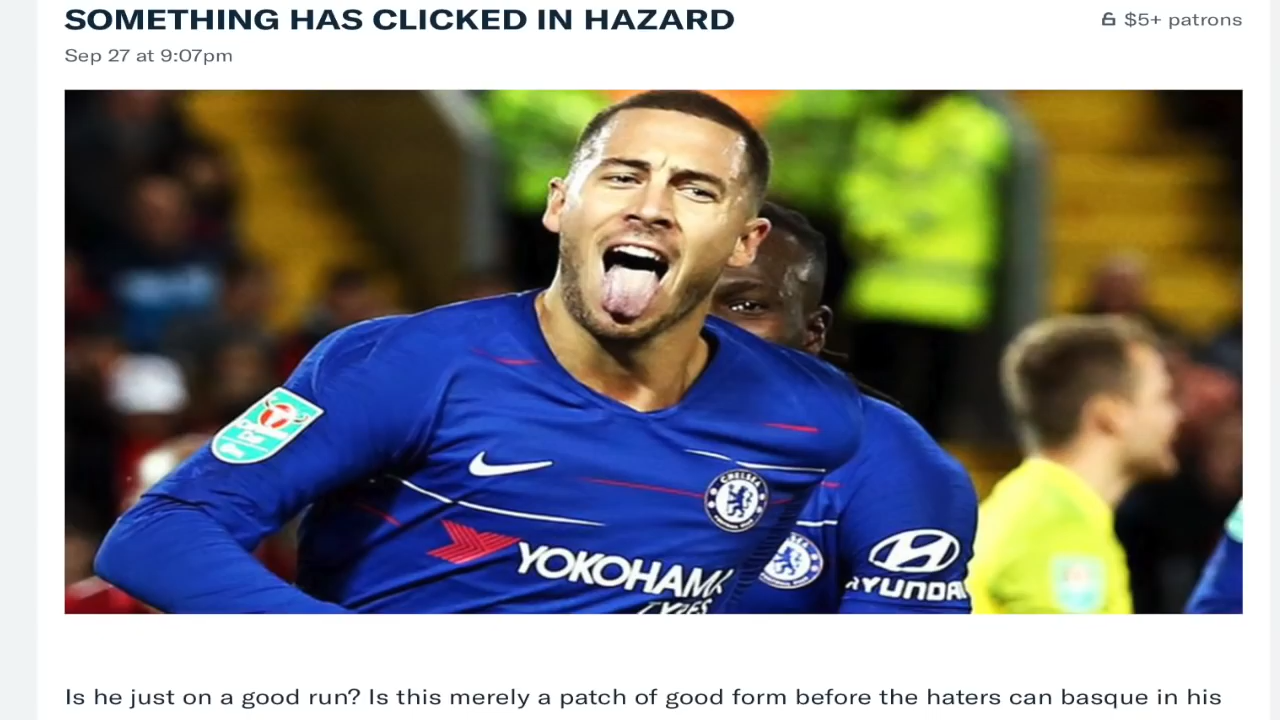 SOMETHING HAS CLICKED IN HAZARD
$5+ patrons
Sep 27 at 9:07pm
CHELSEA
YOKOHAMA
TYRES
HYUNDAI
Is he just on a good run? Is this merely a patch of good form before the haters can basque in his